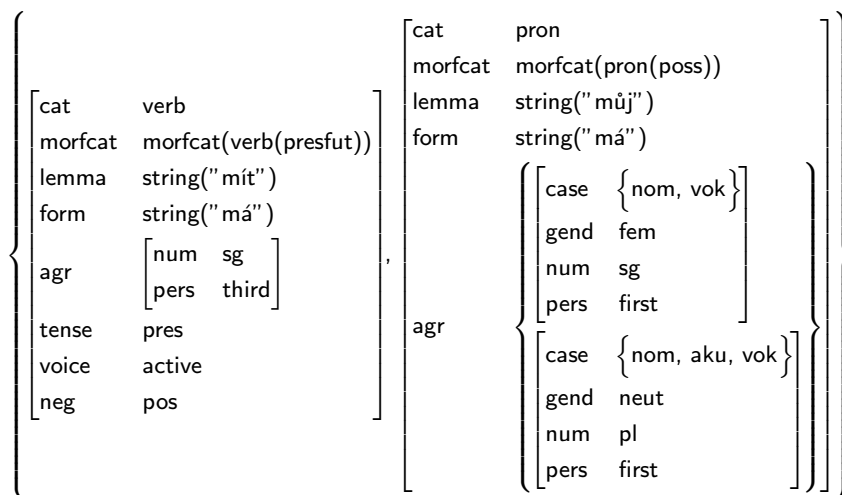 cat verb
morfcat morfcat(verb(presfut))
lemma string("mít")
form string("má")
agr [num sg
pers third]
tense pres
voice active
neg pos
,
cat pron
morfcat morfcat(pron(poss))
lemma string("můj")
form string("má")
agr
case {nom, vok}
gend fem
num sg
pers first
case {nom, aku, vok}
gend neut
num pl
pers first